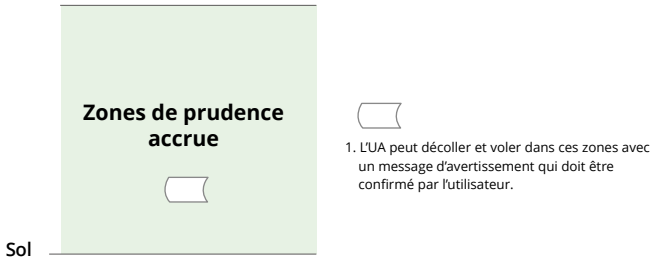 Zones de prudence
accrue
1. L’UA peut décoller et voler dans ces zones avec
un message d’avertissement qui doit être
confirmé par l’utilisateur.
Sol